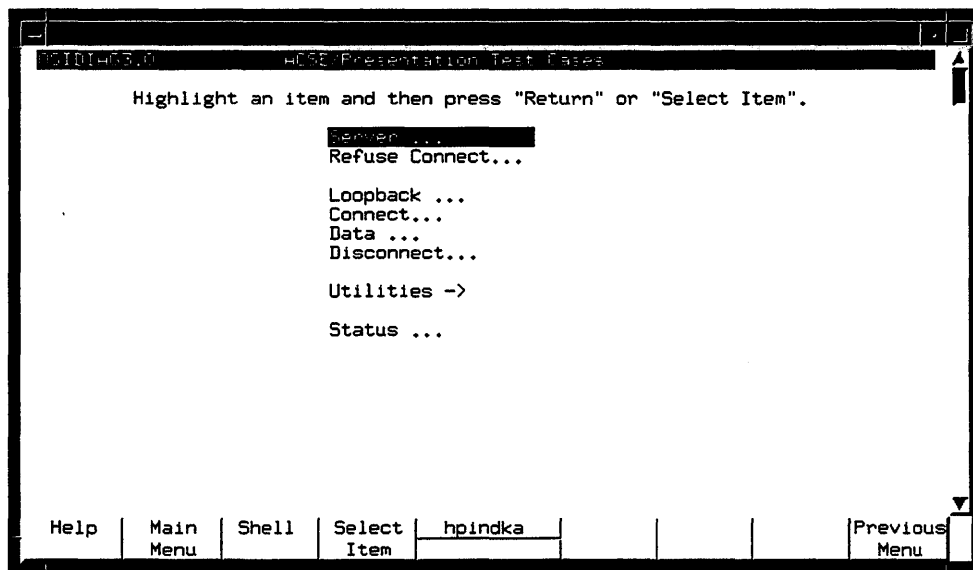 OSIDIAG3.0 ACSE/Presentation Test Cases
Highlight an item and then press "Return" or "Select Item".
Server ...
Refuse Connect...
Loopback ...
Connect...
Data ...
Disconnect...
Utilities ->
Status ...
Help Main Menu Shell Select Item hpindka Previous Menu